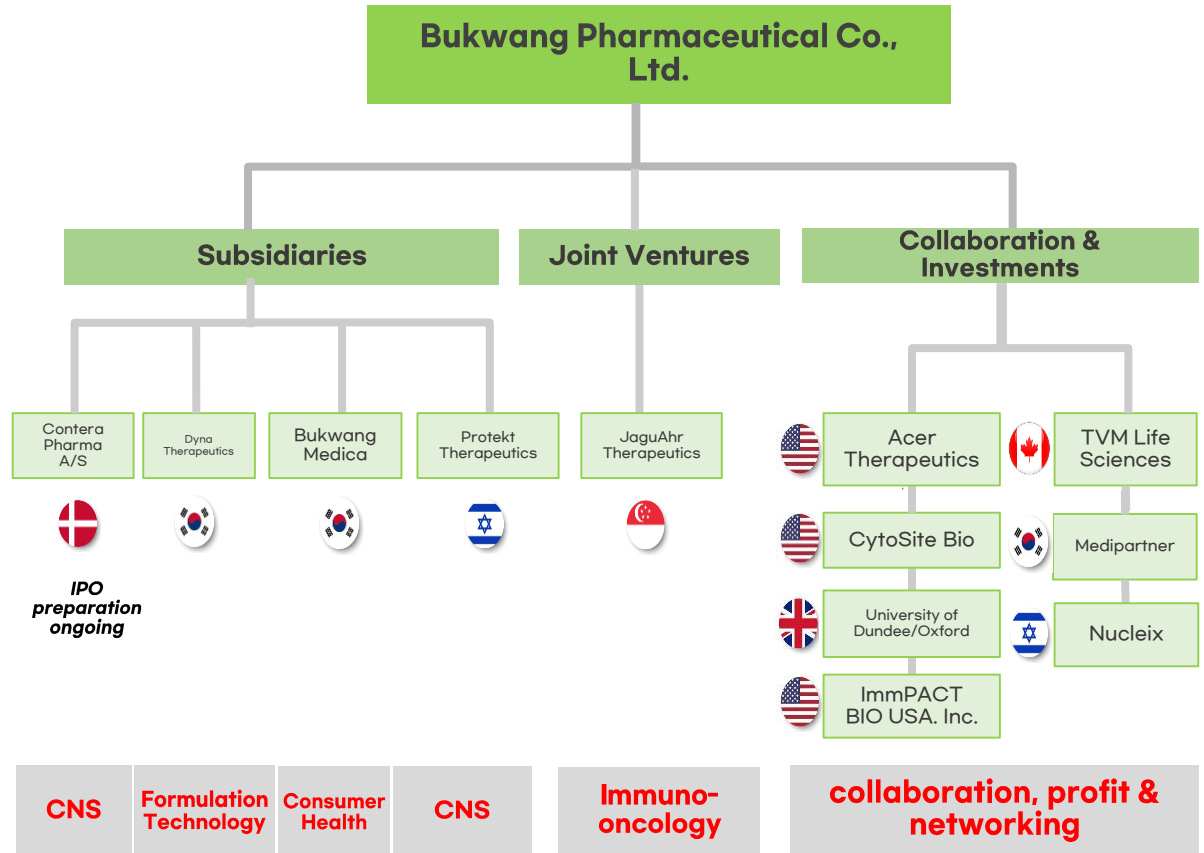 Bukwang Pharmaceutical Co.,
Ltd.
Subsidiaries
Joint Ventures
Collaboration &
Investments
Contera
Pharma
A/S
Dyna
Therapeutics
Bukwang
Medica
Protekt
Therapeutics
JaguAhr
Therapeutics
Acer
Therapeutics
TVM Life
Sciences
CytoSite Bio
Medipartner
University of
Dundee/Oxford
Nucleix
ImmPACT
BIO USA. Inc.
IPO
preparation
ongoing
CNS
Formulation
Technology
Consumer
Health
CNS
Immuno-
oncology
collaboration, profit &
networking